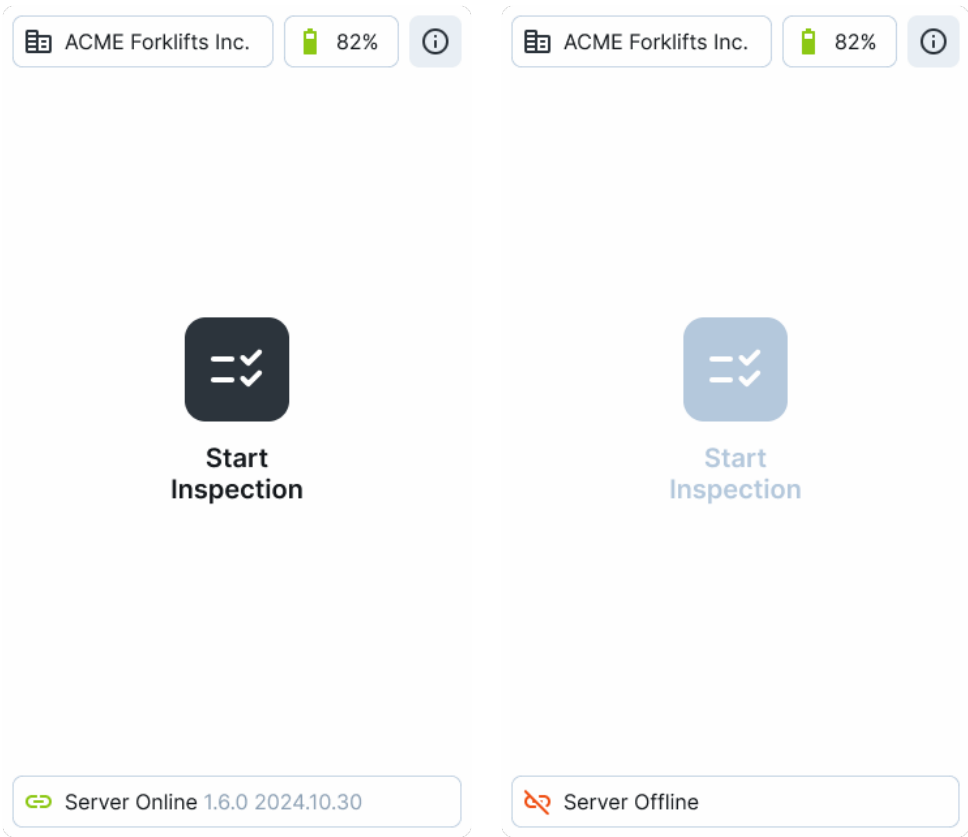 ACME Forklifts Inc.
82%
Start
Inspection
Server Online 1.6.0 2024.10.30
ACME Forklifts Inc.
82%
Start
Inspection
Server Offline